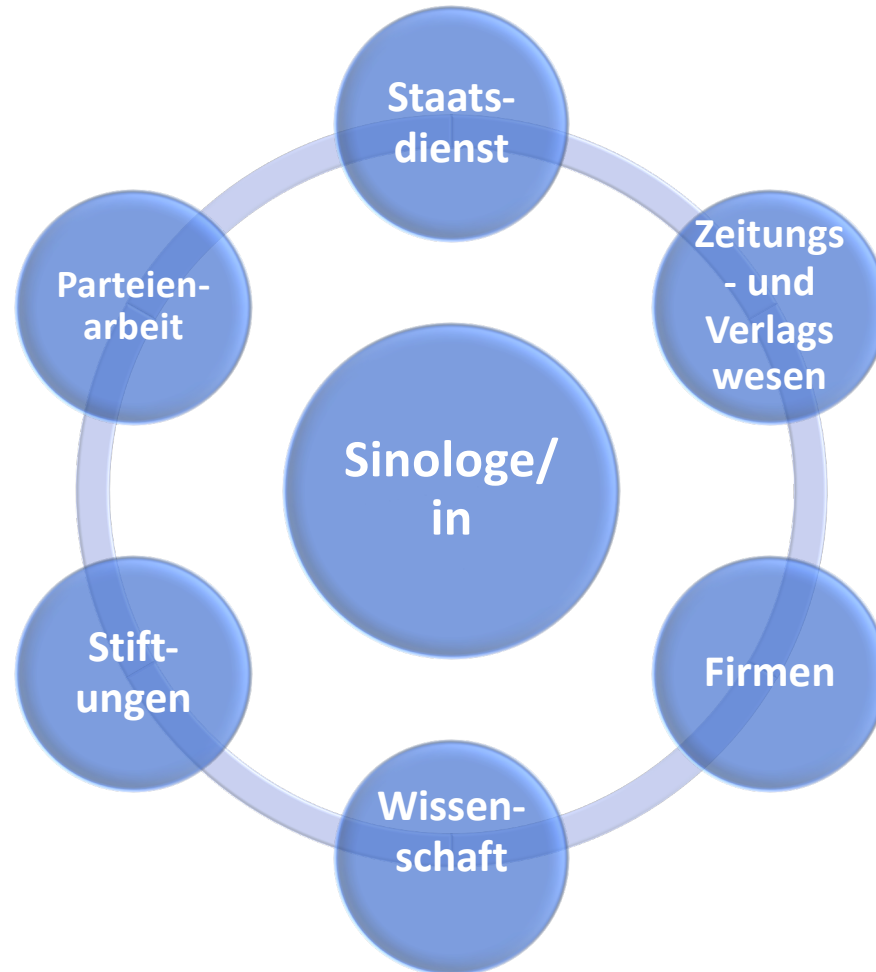 Staats-
dienst
Zeitungs
- und
Verlags
wesen
Parteien-
arbeit
Sinologe/
in
Stift-
ungen
Firmen
Wissen-
schaft